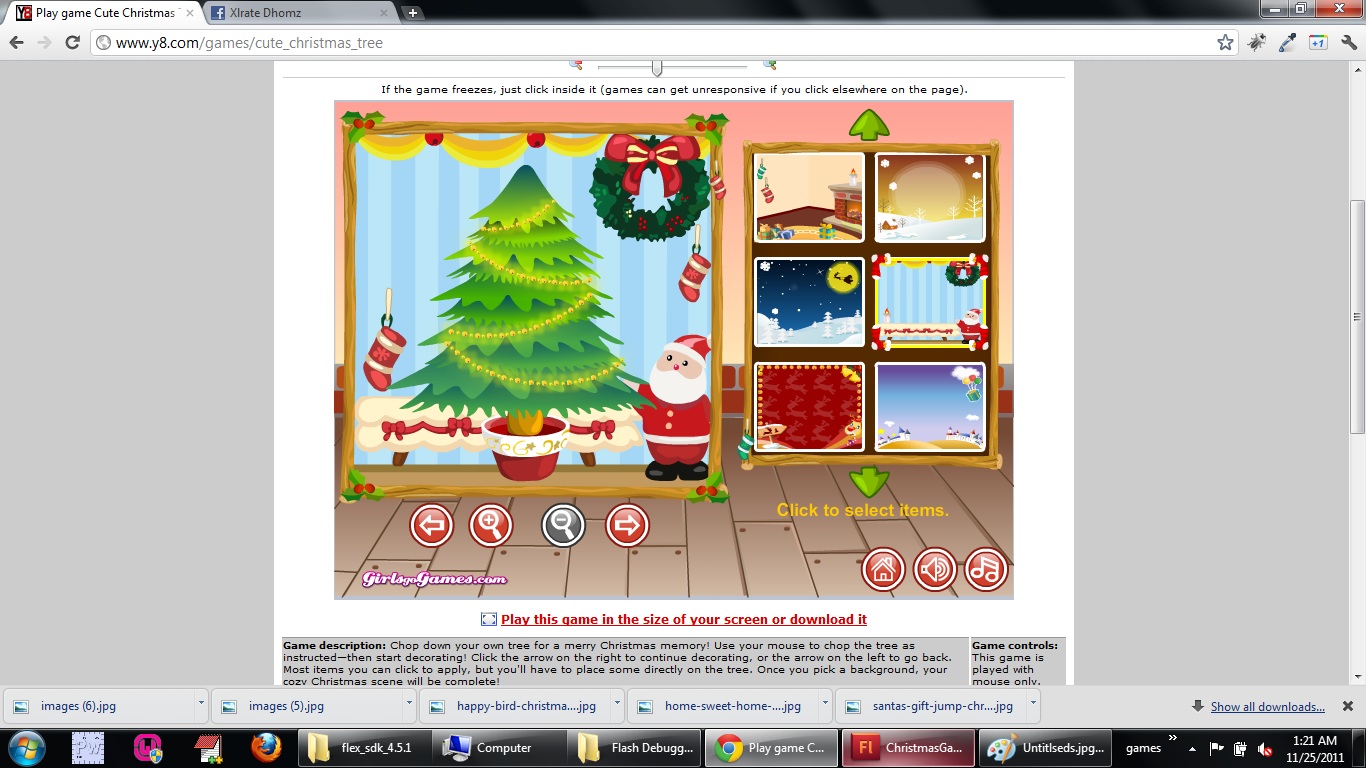 Play game Cute Christmas
Xlrate Dhomz
www.y8.com/games/cute_christmas_tree
If the game freezes, just click inside it (games can get unresponsive if you click elsewhere on the page).
Click to select items.
GirlsgoGames.com
Play this game in the size of your screen or download it
Game description: Chop down your own tree for a merry Christmas memory! Use your mouse to chop the tree as
instructed—then start decorating! Click the arrow on the right to continue decorating, or the arrow on the left to go back.
Most items you can click to apply, but you'll have to place some directly on the tree. Once you pick a background, your
cozy Christmas scene will be complete!
Game controls:
This game is
played with
mouse only.
images (6).jpg
images (5).jpg
happy-bird-christma....jpg
home-sweet-home-....jpg
santas-gift-jump-chr....jpg
Show all downloads...
flex_sdk_4.5.1
Computer
Flash Debugg...
Play game C...
Fl
ChristmasGa...
Untitlseds.jpg...
games
1:21 AM
11/25/2011